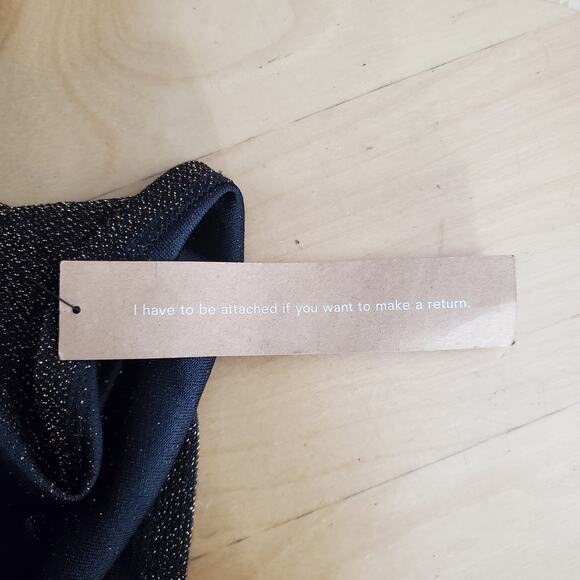 I have to be attached if you want to make a return.